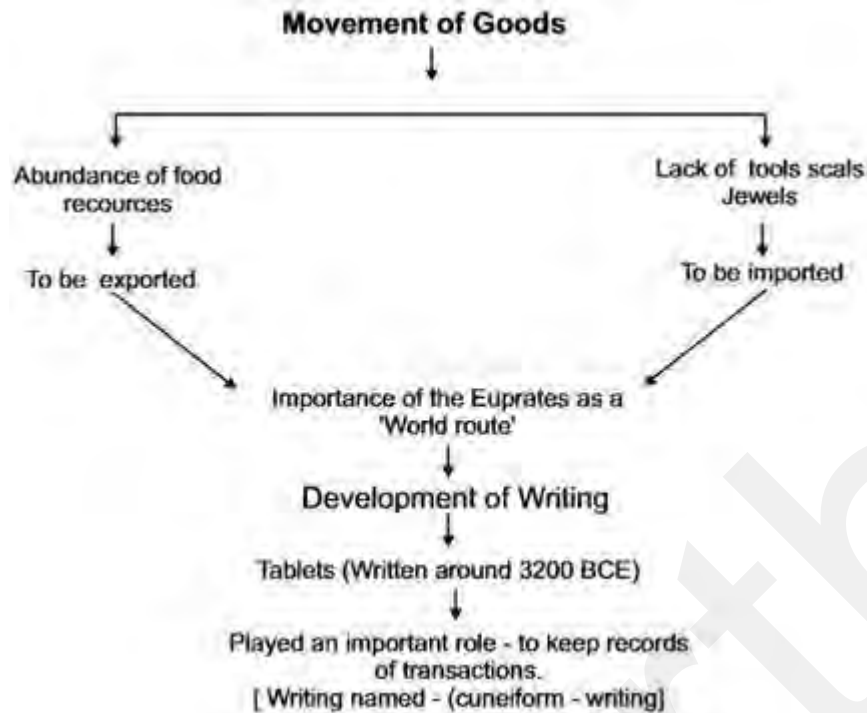 Movement of Goods
Abundance of food
recources
Lack of tools scals
Jewels
To be exported
To be imported
Importance of the Euprates as a
'World route'
Development of Writing
Tablets (Written around 3200 BCE)
Played an important role - to keep records
of transactions.
[ Writing named - (cuneiform - writing]